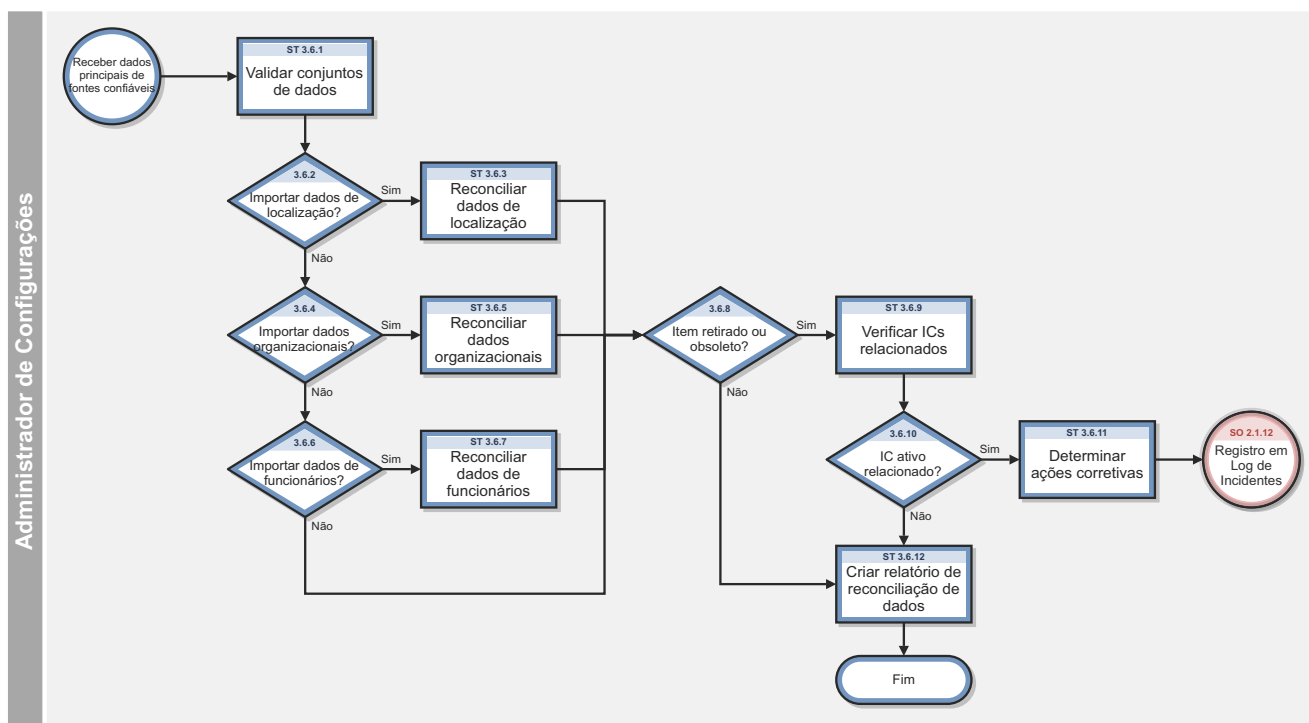 Administrador de Configurações
Receber dados
principais de
fontes confiáveis
ST 3.6.1
Validar conjuntos
de dados
3.6.2
Importar dados de
localização?
Sim
Não
ST 3.6.3
Reconciliar
dados de
localização
3.6.4
Importar dados
organizacionais?
Sim
Não
ST 3.6.5
Reconciliar
dados
organizacionais
3.6.6
Importar dados de
funcionários?
Sim
Não
ST 3.6.7
Reconciliar
dados de
funcionários
3.6.8
Item retirado ou
obsoleto?
Sim
Não
ST 3.6.9
Verificar ICs
relacionados
3.6.10
IC ativo
relacionado?
Sim
Não
ST 3.6.11
Determinar
ações corretivas
SO 2.1.12
Registro em
Log de
Incidentes
ST 3.6.12
Criar relatório de
reconciliação de
dados
Fim